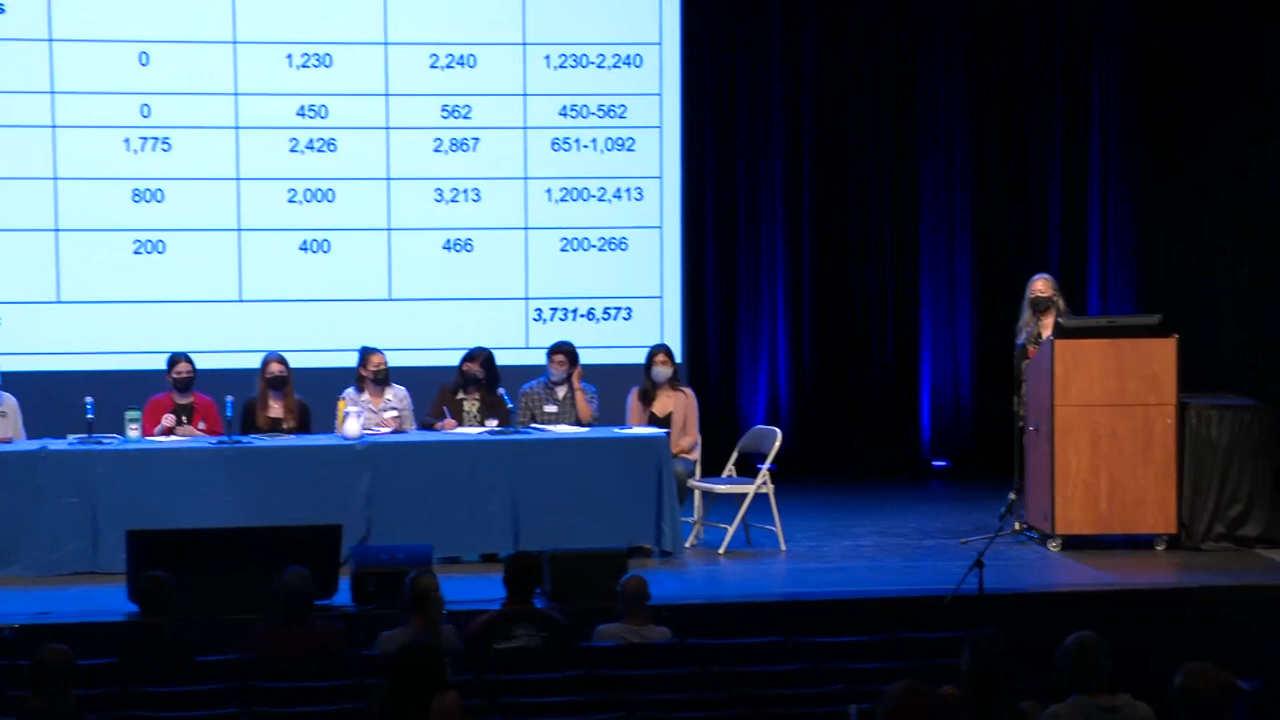 s
0 1,230 2,240 1,230-2,240
0 450 562 450-562
1,775 2,426 2,867 651-1,092
800 2,000 3,213 1,200-2,413
200 400 466 200-266
3,731-6,573